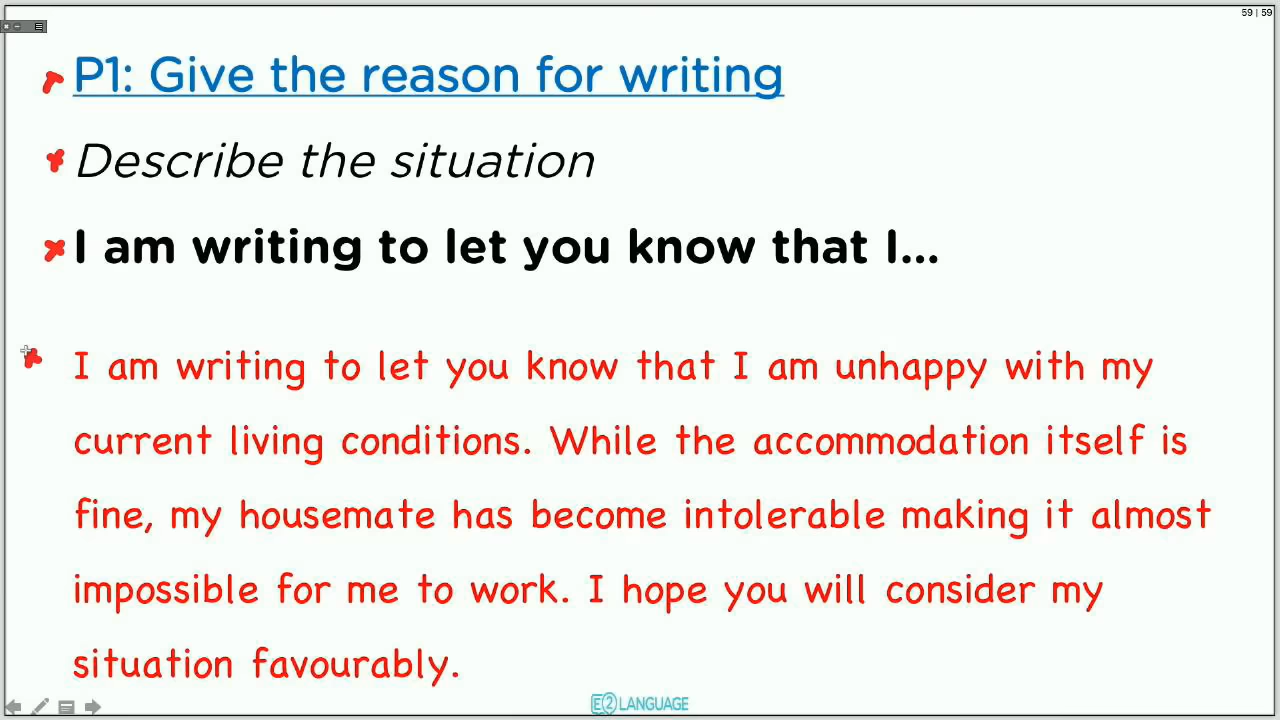 59 | 59
P1: Give the reason for writing
Describe the situation
I am writing to let you know that I...
I am writing to let you know that I am unhappy with my
current living conditions. While the accommodation itself is
fine, my housemate has become intolerable making it almost
impossible for me to work. I hope you will consider my
situation favourably.
E2 LANGUAGE